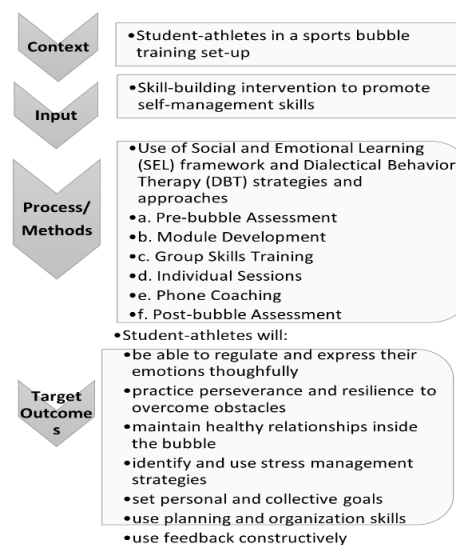 Context
•Student-athletes in a sports bubble
training set-up
Input
•Skill-building intervention to promote
self-management skills
Process/
Methods
•Use of Social and Emotional Learning
(SEL) framework and Dialectical Behavior
Therapy (DBT) strategies and
approaches
•a. Pre-bubble Assessment
•b. Module Development
•c. Group Skills Training
•d. Individual Sessions
•e. Phone Coaching
•f. Post-bubble Assessment
Target
Outcome
s
•Student-athletes will:
•be able to regulate and express their
emotions thoughfully
•practice perseverance and resilience to
overcome obstacles
•maintain healthy relationships inside
the bubble
•identify and use stress management
strategies
•set personal and collective goals
•use planning and organization skills
•use feedback constructively